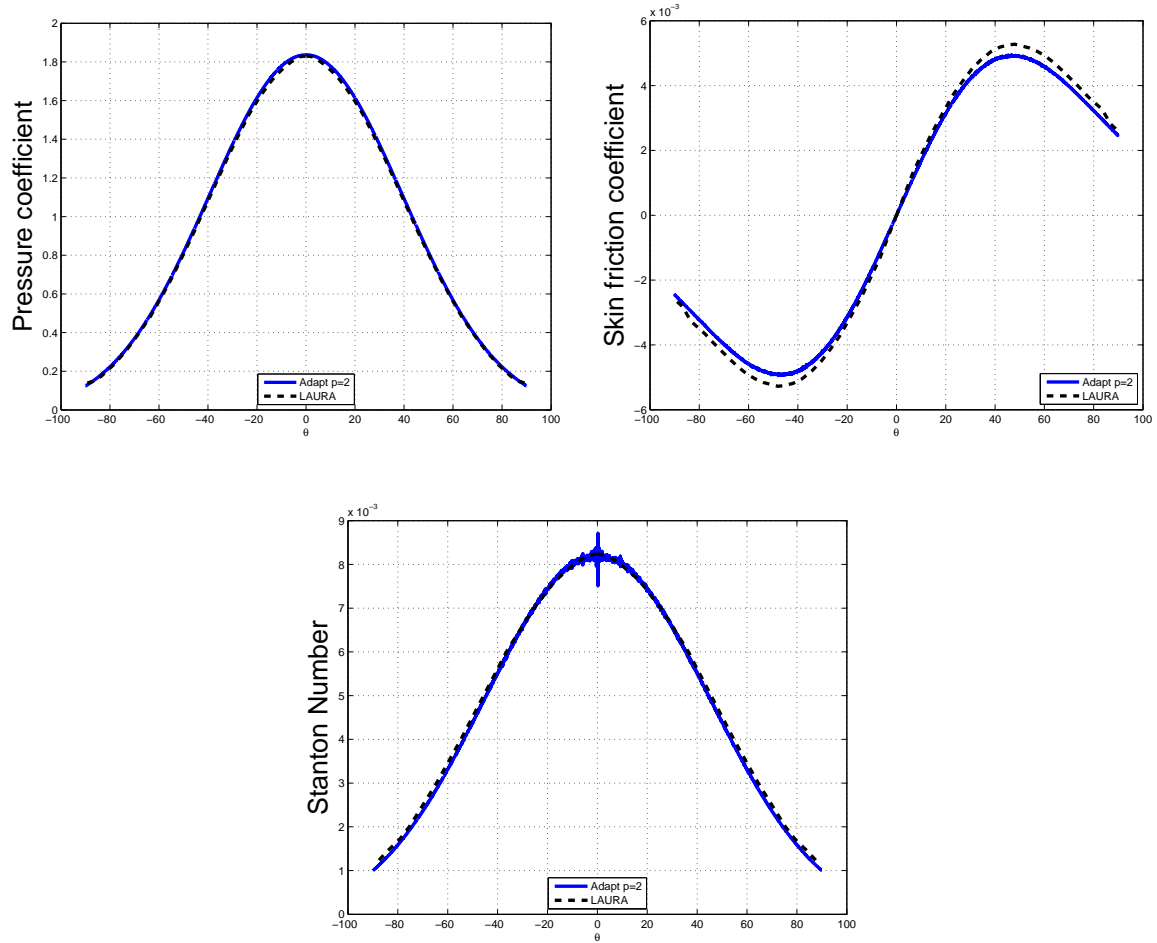 Pressure coefficient
2
1.8
1.6
1.4
1.2
1
0.8
0.6
0.4
0.2
0
−100 −80 −60 −40 −20 0 20 40 60 80 100
θ
Adapt p=2
LAURA
Skin friction coefficient
x 10⁻³
6
4
2
0
−2
−4
−6
−100 −80 −60 −40 −20 0 20 40 60 80 100
θ
Adapt p=2
LAURA
Stanton Number
x 10⁻³
9
8
7
6
5
4
3
2
1
0
−100 −80 −60 −40 −20 0 20 40 60 80 100
θ
Adapt p=2
LAURA